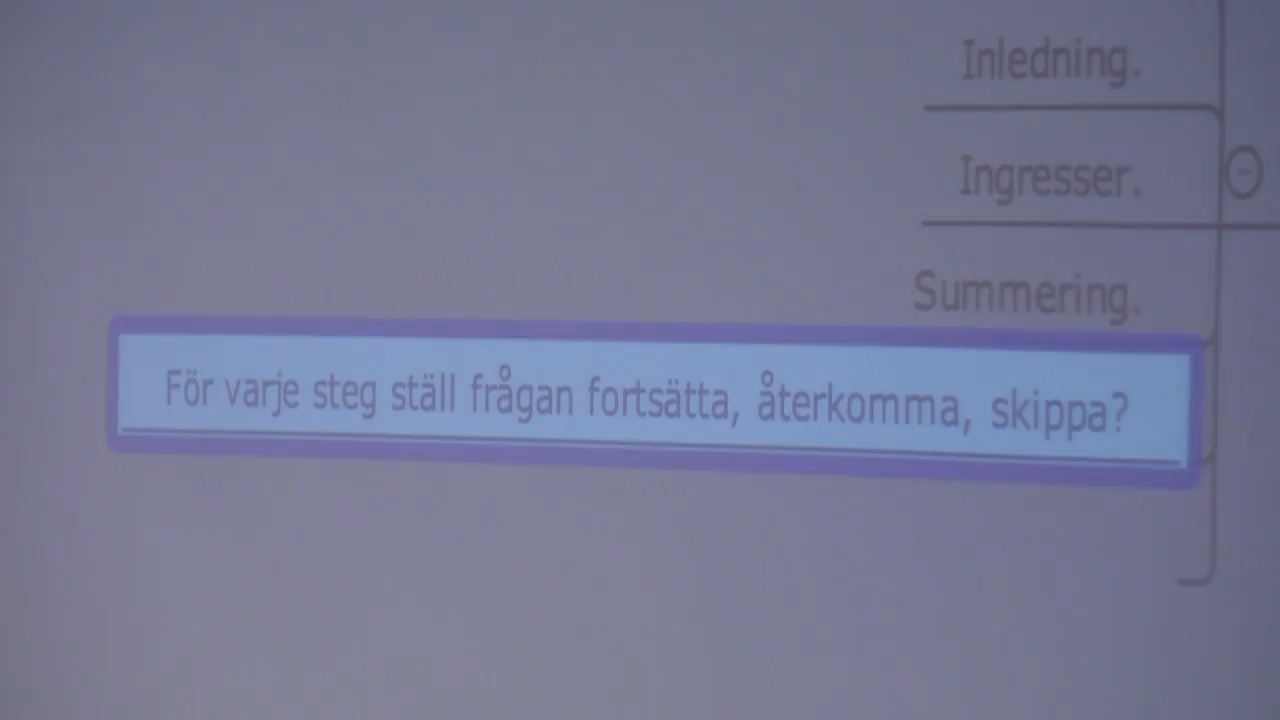 Inledning.
Ingresser.
Summering.
För varje steg ställ frågan fortsätta, återkomma, skippa?